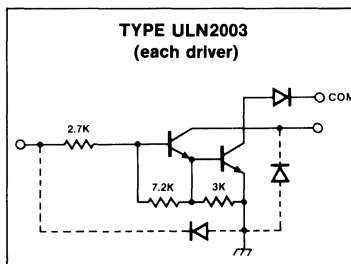 TYPE ULN2003
(each driver)
COM
2.7K
7.2K
3K